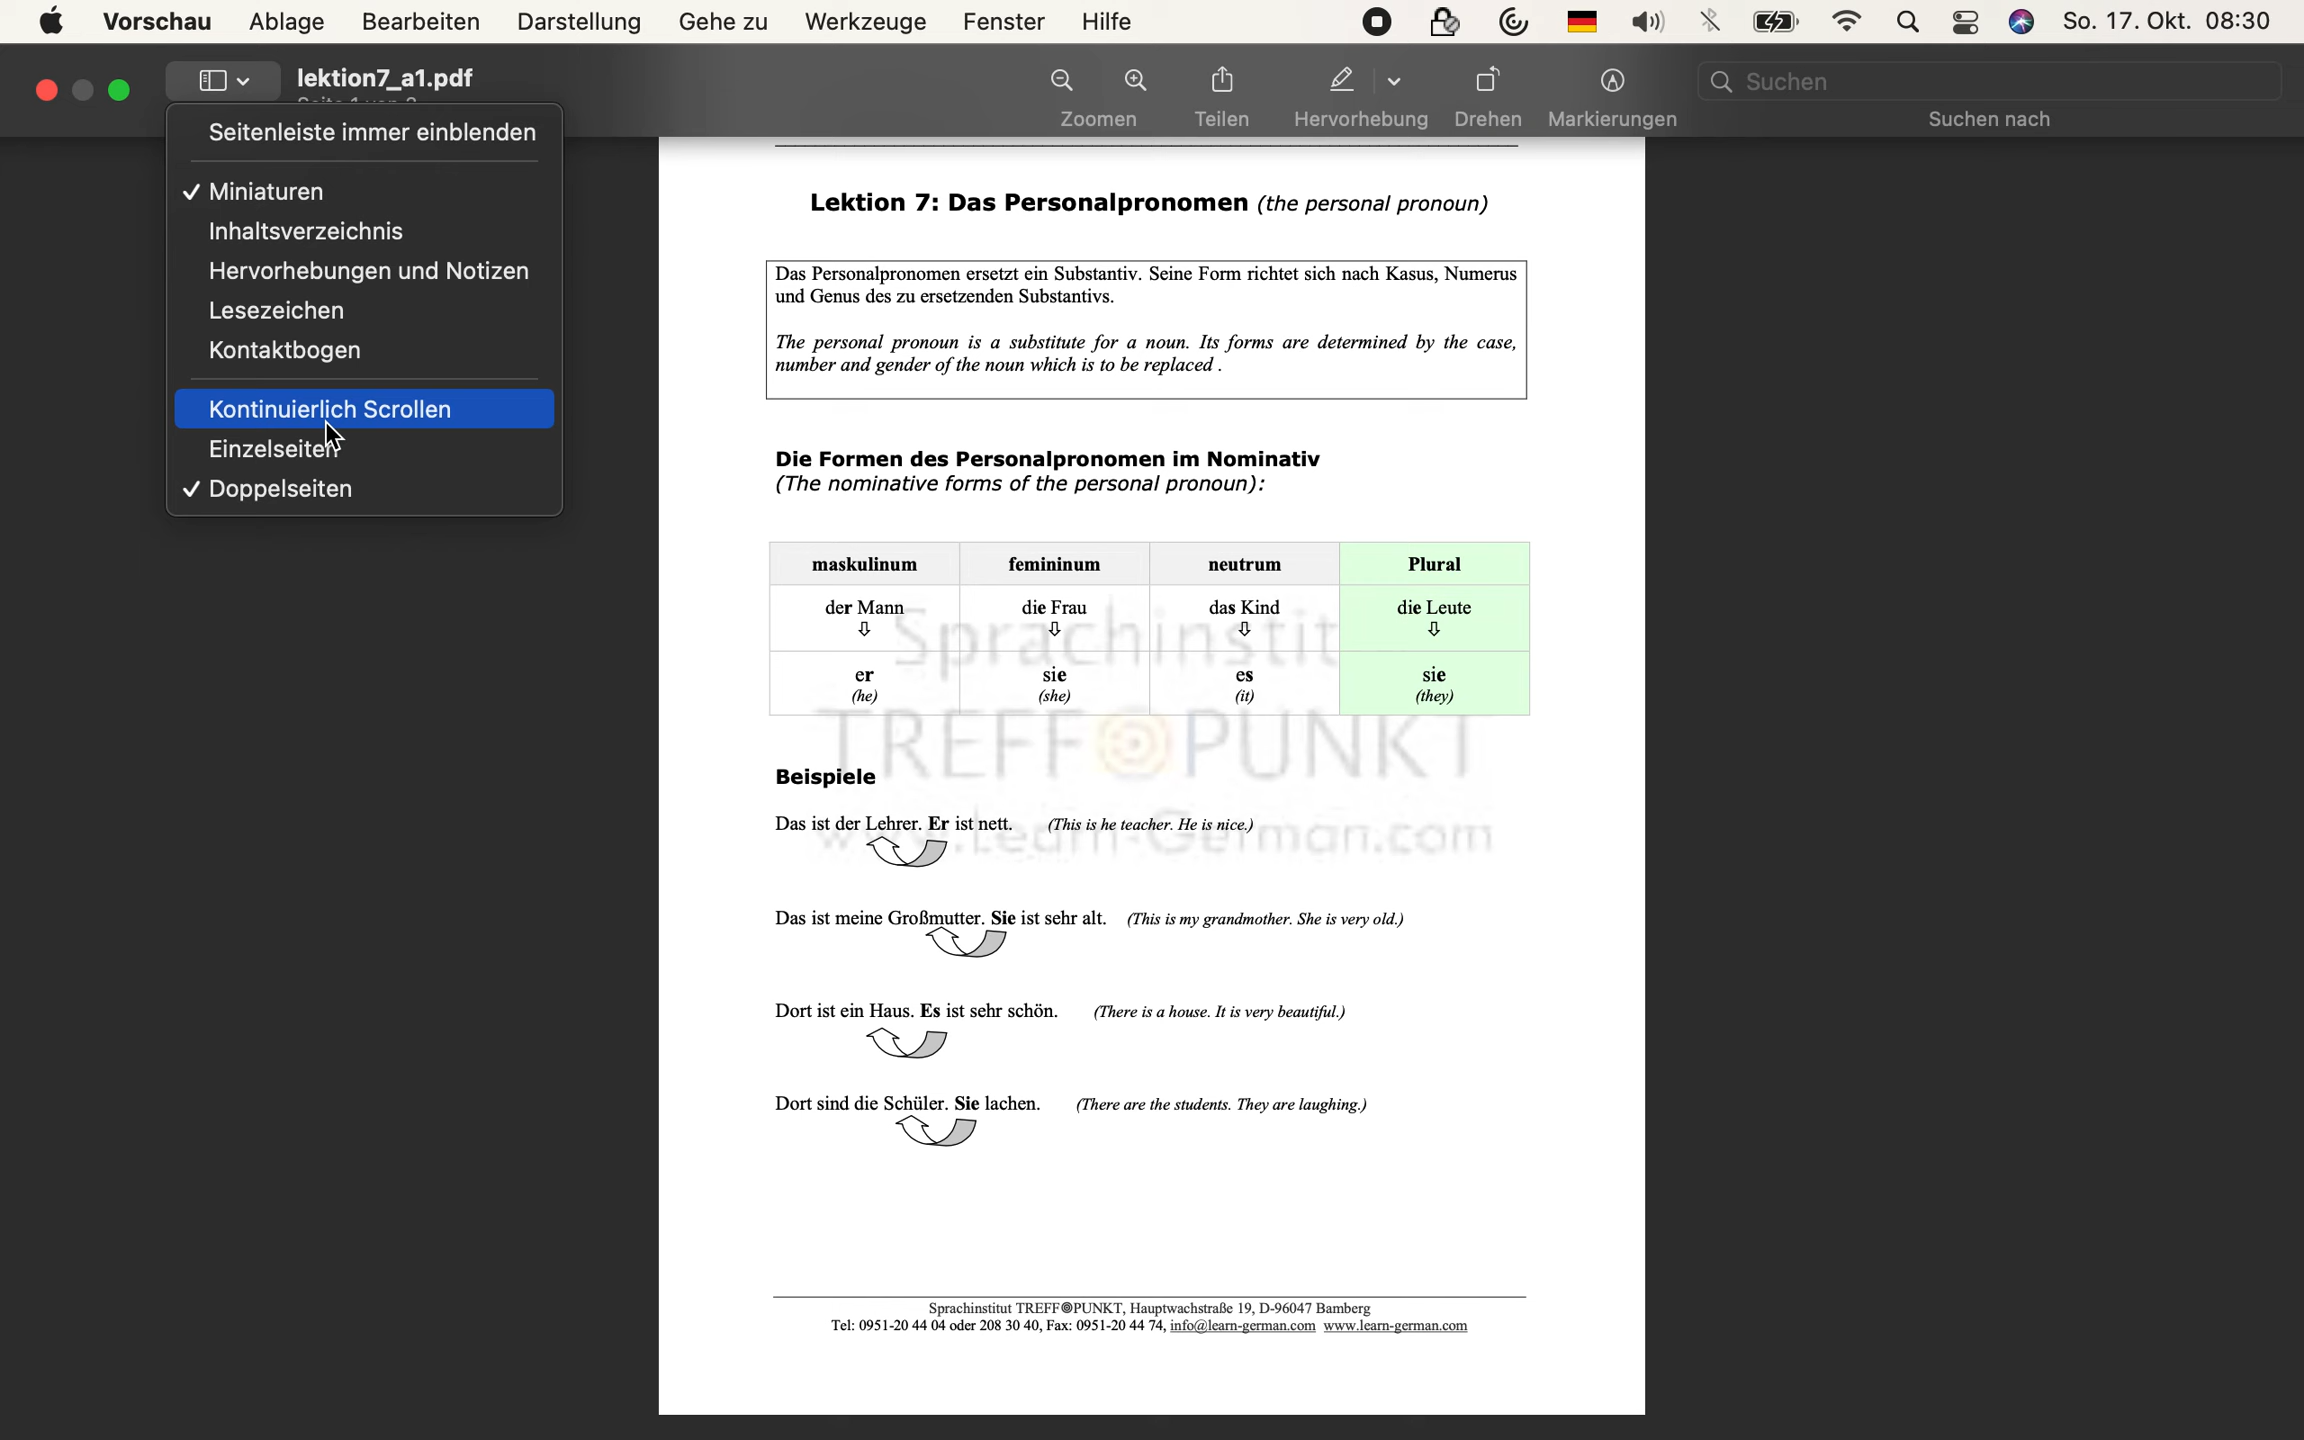 Vorschau Ablage Bearbeiten Darstellung Gehe zu Werkzeuge Fenster Hilfe So. 17. Okt. 08:30
lektion7_a1.pdf
Suchen
Zoomen Teilen Hervorhebung Drehen Markierungen Suchen nach
Seitenleiste immer einblenden
Miniaturen
Inhaltsverzeichnis
Hervorhebungen und Notizen
Lesezeichen
Kontaktbogen
Kontinuierlich Scrollen
Einzelseiten
Doppelseiten
Lektion 7: Das Personalpronomen (the personal pronoun)
Das Personalpronomen ersetzt ein Substantiv. Seine Form richtet sich nach Kasus, Numerus
und Genus des zu ersetzenden Substantivs.
The personal pronoun is a substitute for a noun. Its forms are determined by the case,
number and gender of the noun which is to be replaced .
Die Formen des Personalpronomen im Nominativ
(The nominative forms of the personal pronoun):
maskulinum femininum neutrum Plural
der Mann die Frau das Kind die Leute
er sie es sie
(he) (she) (it) (they)
Sprachinstit
TREFF PUNKT
www.Learn-German.com
Beispiele
Das ist der Lehrer. Er ist nett. (This is he teacher. He is nice.)
Das ist meine Großmutter. Sie ist sehr alt. (This is my grandmother. She is very old.)
Dort ist ein Haus. Es ist sehr schön. (There is a house. It is very beautiful.)
Dort sind die Schüler. Sie lachen. (There are the students. They are laughing.)
Sprachinstitut TREFF◎PUNKT, Hauptwachstraße 19, D-96047 Bamberg
Tel: 0951-20 44 04 oder 208 30 40, Fax: 0951-20 44 74, info@learn-german.com www.learn-german.com